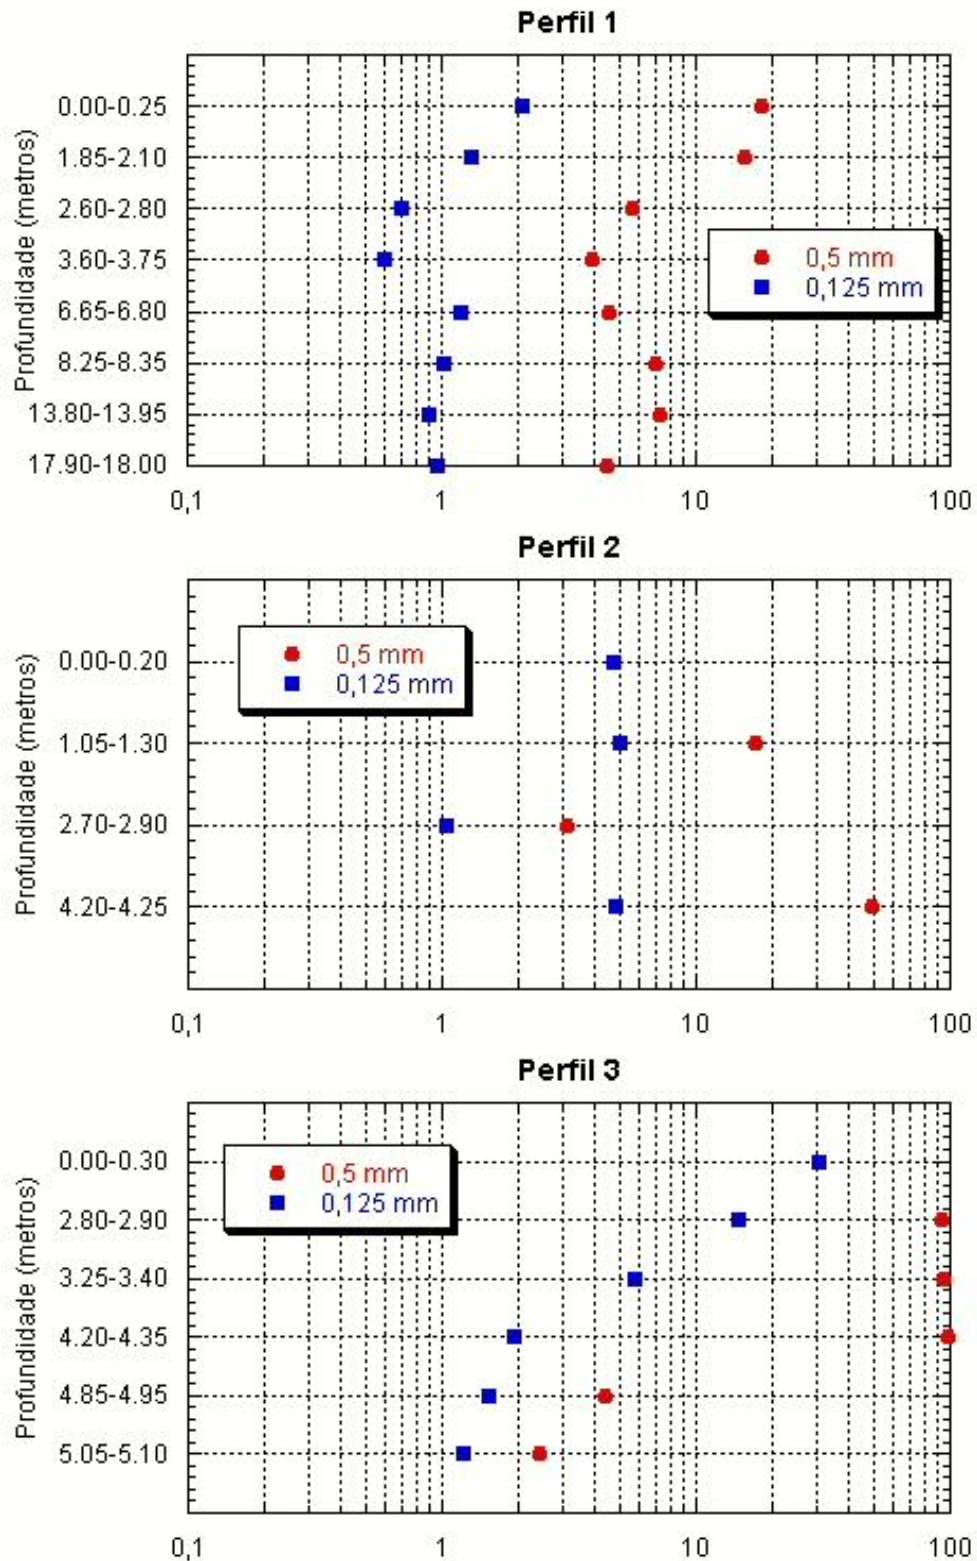 Perfil 1
Profundidade (metros)
0.00-0.25
1.85-2.10
2.60-2.80
3.60-3.75
6.65-6.80
8.25-8.35
13.80-13.95
17.90-18.00
0,5 mm
0,125 mm
0,1 1 10 100
Perfil 2
Profundidade (metros)
0.00-0.20
1.05-1.30
2.70-2.90
4.20-4.25
0,5 mm
0,125 mm
0,1 1 10 100
Perfil 3
Profundidade (metros)
0.00-0.30
2.80-2.90
3.25-3.40
4.20-4.35
4.85-4.95
5.05-5.10
0,5 mm
0,125 mm
0,1 1 10 100